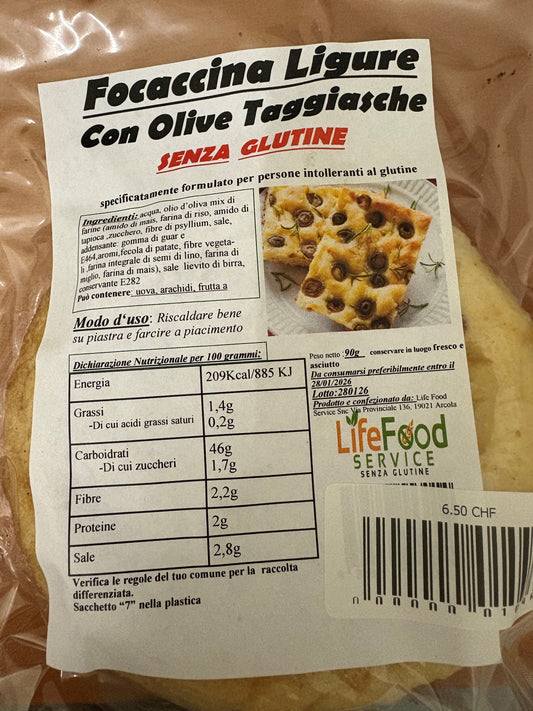 Focaccina Ligure
Con Olive Taggiasche
SENZA GLUTINE
specificatamente formulato per persone intolleranti al glutine
Ingredienti: acqua, olio d'oliva mix di
farine (amido di mais, farina di riso, amido di
tapioca ,zucchero, fibre di psyllium, sale,
addensante: gomma di guar e
E464,aromi,fecola di patate, fibre vegeta-
li ,farina integrale di semi di lino, farina di
miglio, farina di mais), sale lievito di birra,
conservante E282
Può contenere: uova, arachidi, frutta a
Modo d'uso: Riscaldare bene
su piastra e farcire a piacimento
Dichiarazione Nutrizionale per 100 grammi:
Energia 209Kcal/885 KJ
Grassi 1,4g
-Di cui acidi grassi saturi 0,2g
Carboidrati 46g
-Di cui zuccheri 1,7g
Fibre 2,2g
Proteine 2g
Sale 2,8g
Verifica le regole del tuo comune per la raccolta
differenziata.
Sacchetto "7" nella plastica
Peso netto :90g conservare in luogo fresco e
asciutto
Da consumarsi preferibilmente entro il
28/01/2026
Lotto:280126
Prodotto e confezionato da: Life Food
Service Snc Via Provinciale 136, 19021 Arcola
LifeFood
SERVICE
SENZA GLUTINE
6.50 CHF